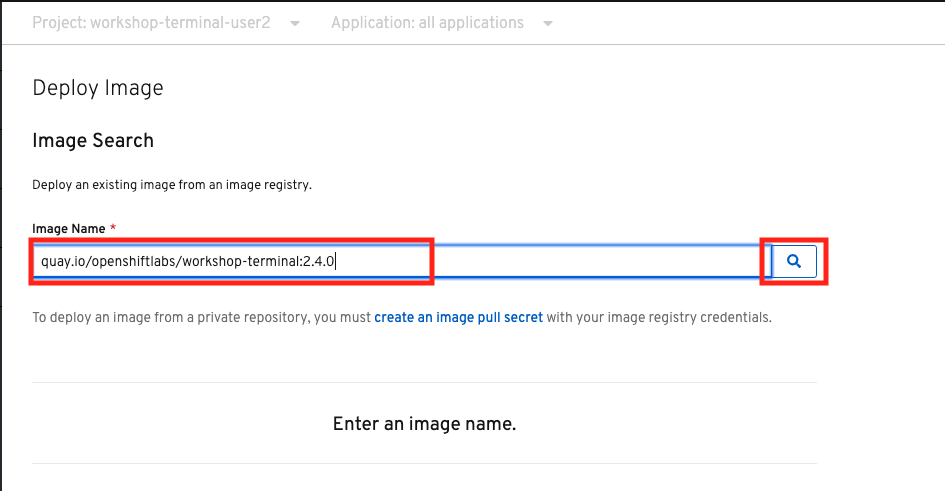 Project: workshop-terminal-user2 Application: all applications
Deploy Image
Image Search
Deploy an existing image from an image registry.
Image Name *
quay.io/openshiftlabs/workshop-terminal:2.4.0
To deploy an image from a private repository, you must create an image pull secret with your image registry credentials.
Enter an image name.